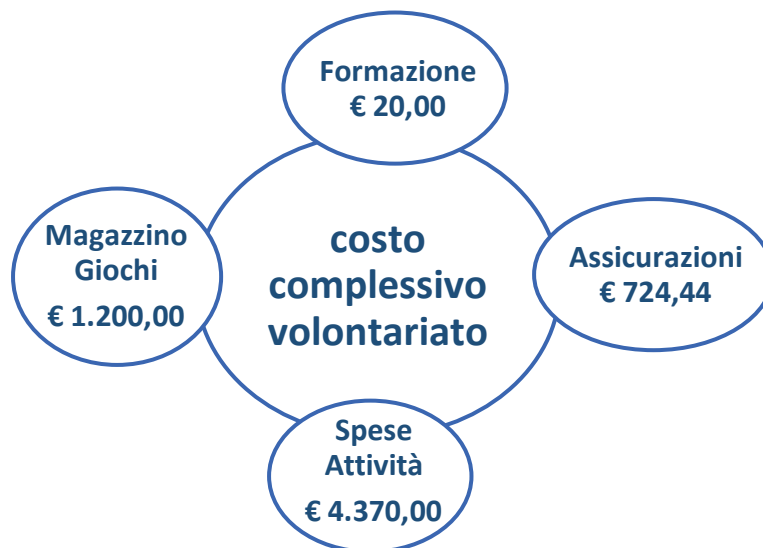 Formazione
€ 20,00
Magazzino
Giochi
€ 1.200,00
costo
complessivo
volontariato
Assicurazioni
€ 724,44
Spese
Attività
€ 4.370,00